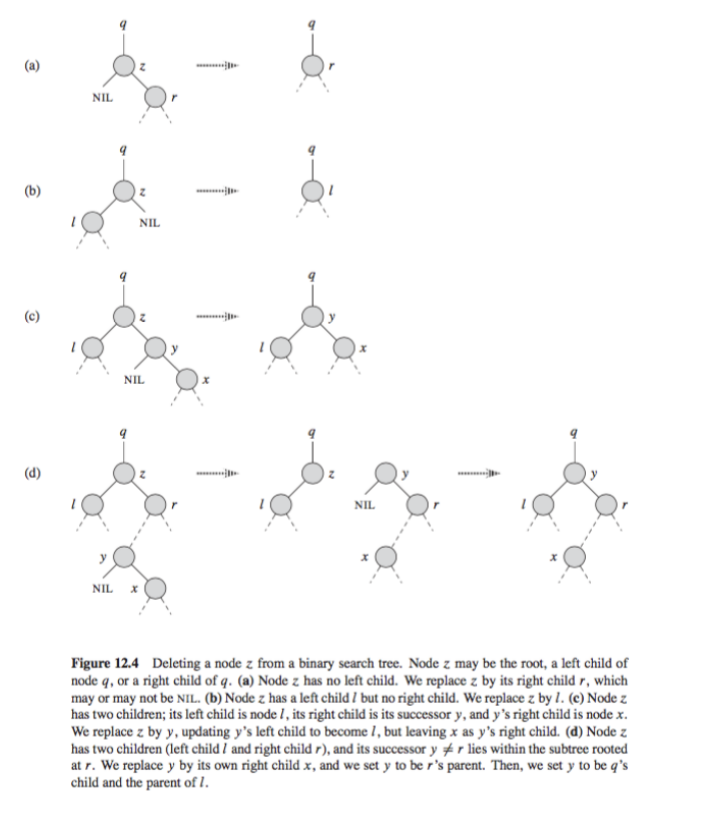 q q
(a) z r
NIL r
q q
(b) z l
l NIL
q q
(c) z y
l y l x
NIL x
q q q
(d) z z y y
l r l NIL r l r
y x x
NIL x
Figure 12.4 Deleting a node z from a binary search tree. Node z may be the root, a left child of
node q, or a right child of q. (a) Node z has no left child. We replace z by its right child r, which
may or may not be NIL. (b) Node z has a left child l but no right child. We replace z by l. (c) Node z
has two children; its left child is node l, its right child is its successor y, and y's right child is node x.
We replace z by y, updating y's left child to become l, but leaving x as y's right child. (d) Node z
has two children (left child l and right child r), and its successor y ≠ r lies within the subtree rooted
at r. We replace y by its own right child x, and we set y to be r's parent. Then, we set y to be q's
child and the parent of l.